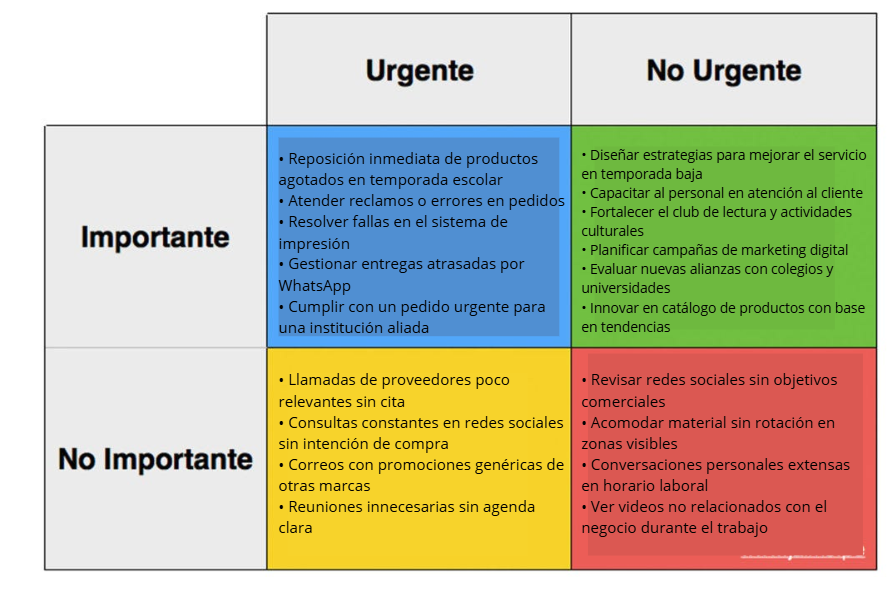 Urgente
No Urgente
Importante
• Reposición inmediata de productos
agotados en temporada escolar
• Atender reclamos o errores en pedidos
• Resolver fallas en el sistema de
impresión
• Gestionar entregas atrasadas por
WhatsApp
• Cumplir con un pedido urgente para
una institución aliada
• Diseñar estrategias para mejorar el servicio
en temporada baja
• Capacitar al personal en atención al cliente
• Fortalecer el club de lectura y actividades
culturales
• Planificar campañas de marketing digital
• Evaluar nuevas alianzas con colegios y
universidades
• Innovar en catálogo de productos con base
en tendencias
No Importante
• Llamadas de proveedores poco
relevantes sin cita
• Consultas constantes en redes sociales
sin intención de compra
• Correos con promociones genéricas de
otras marcas
• Reuniones innecesarias sin agenda
clara
• Revisar redes sociales sin objetivos
comerciales
• Acomodar material sin rotación en
zonas visibles
• Conversaciones personales extensas
en horario laboral
• Ver videos no relacionados con el
negocio durante el trabajo